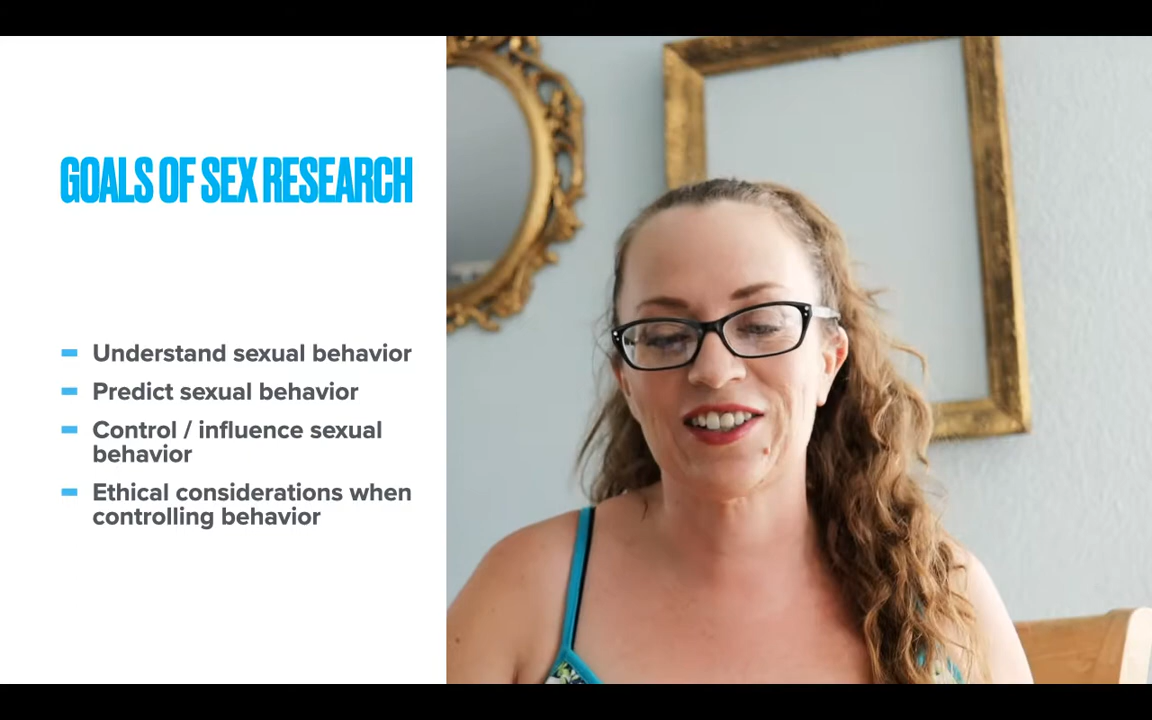 GOALS OF SEX RESEARCH
Understand sexual behavior
Predict sexual behavior
Control / influence sexual
behavior
Ethical considerations when
controlling behavior